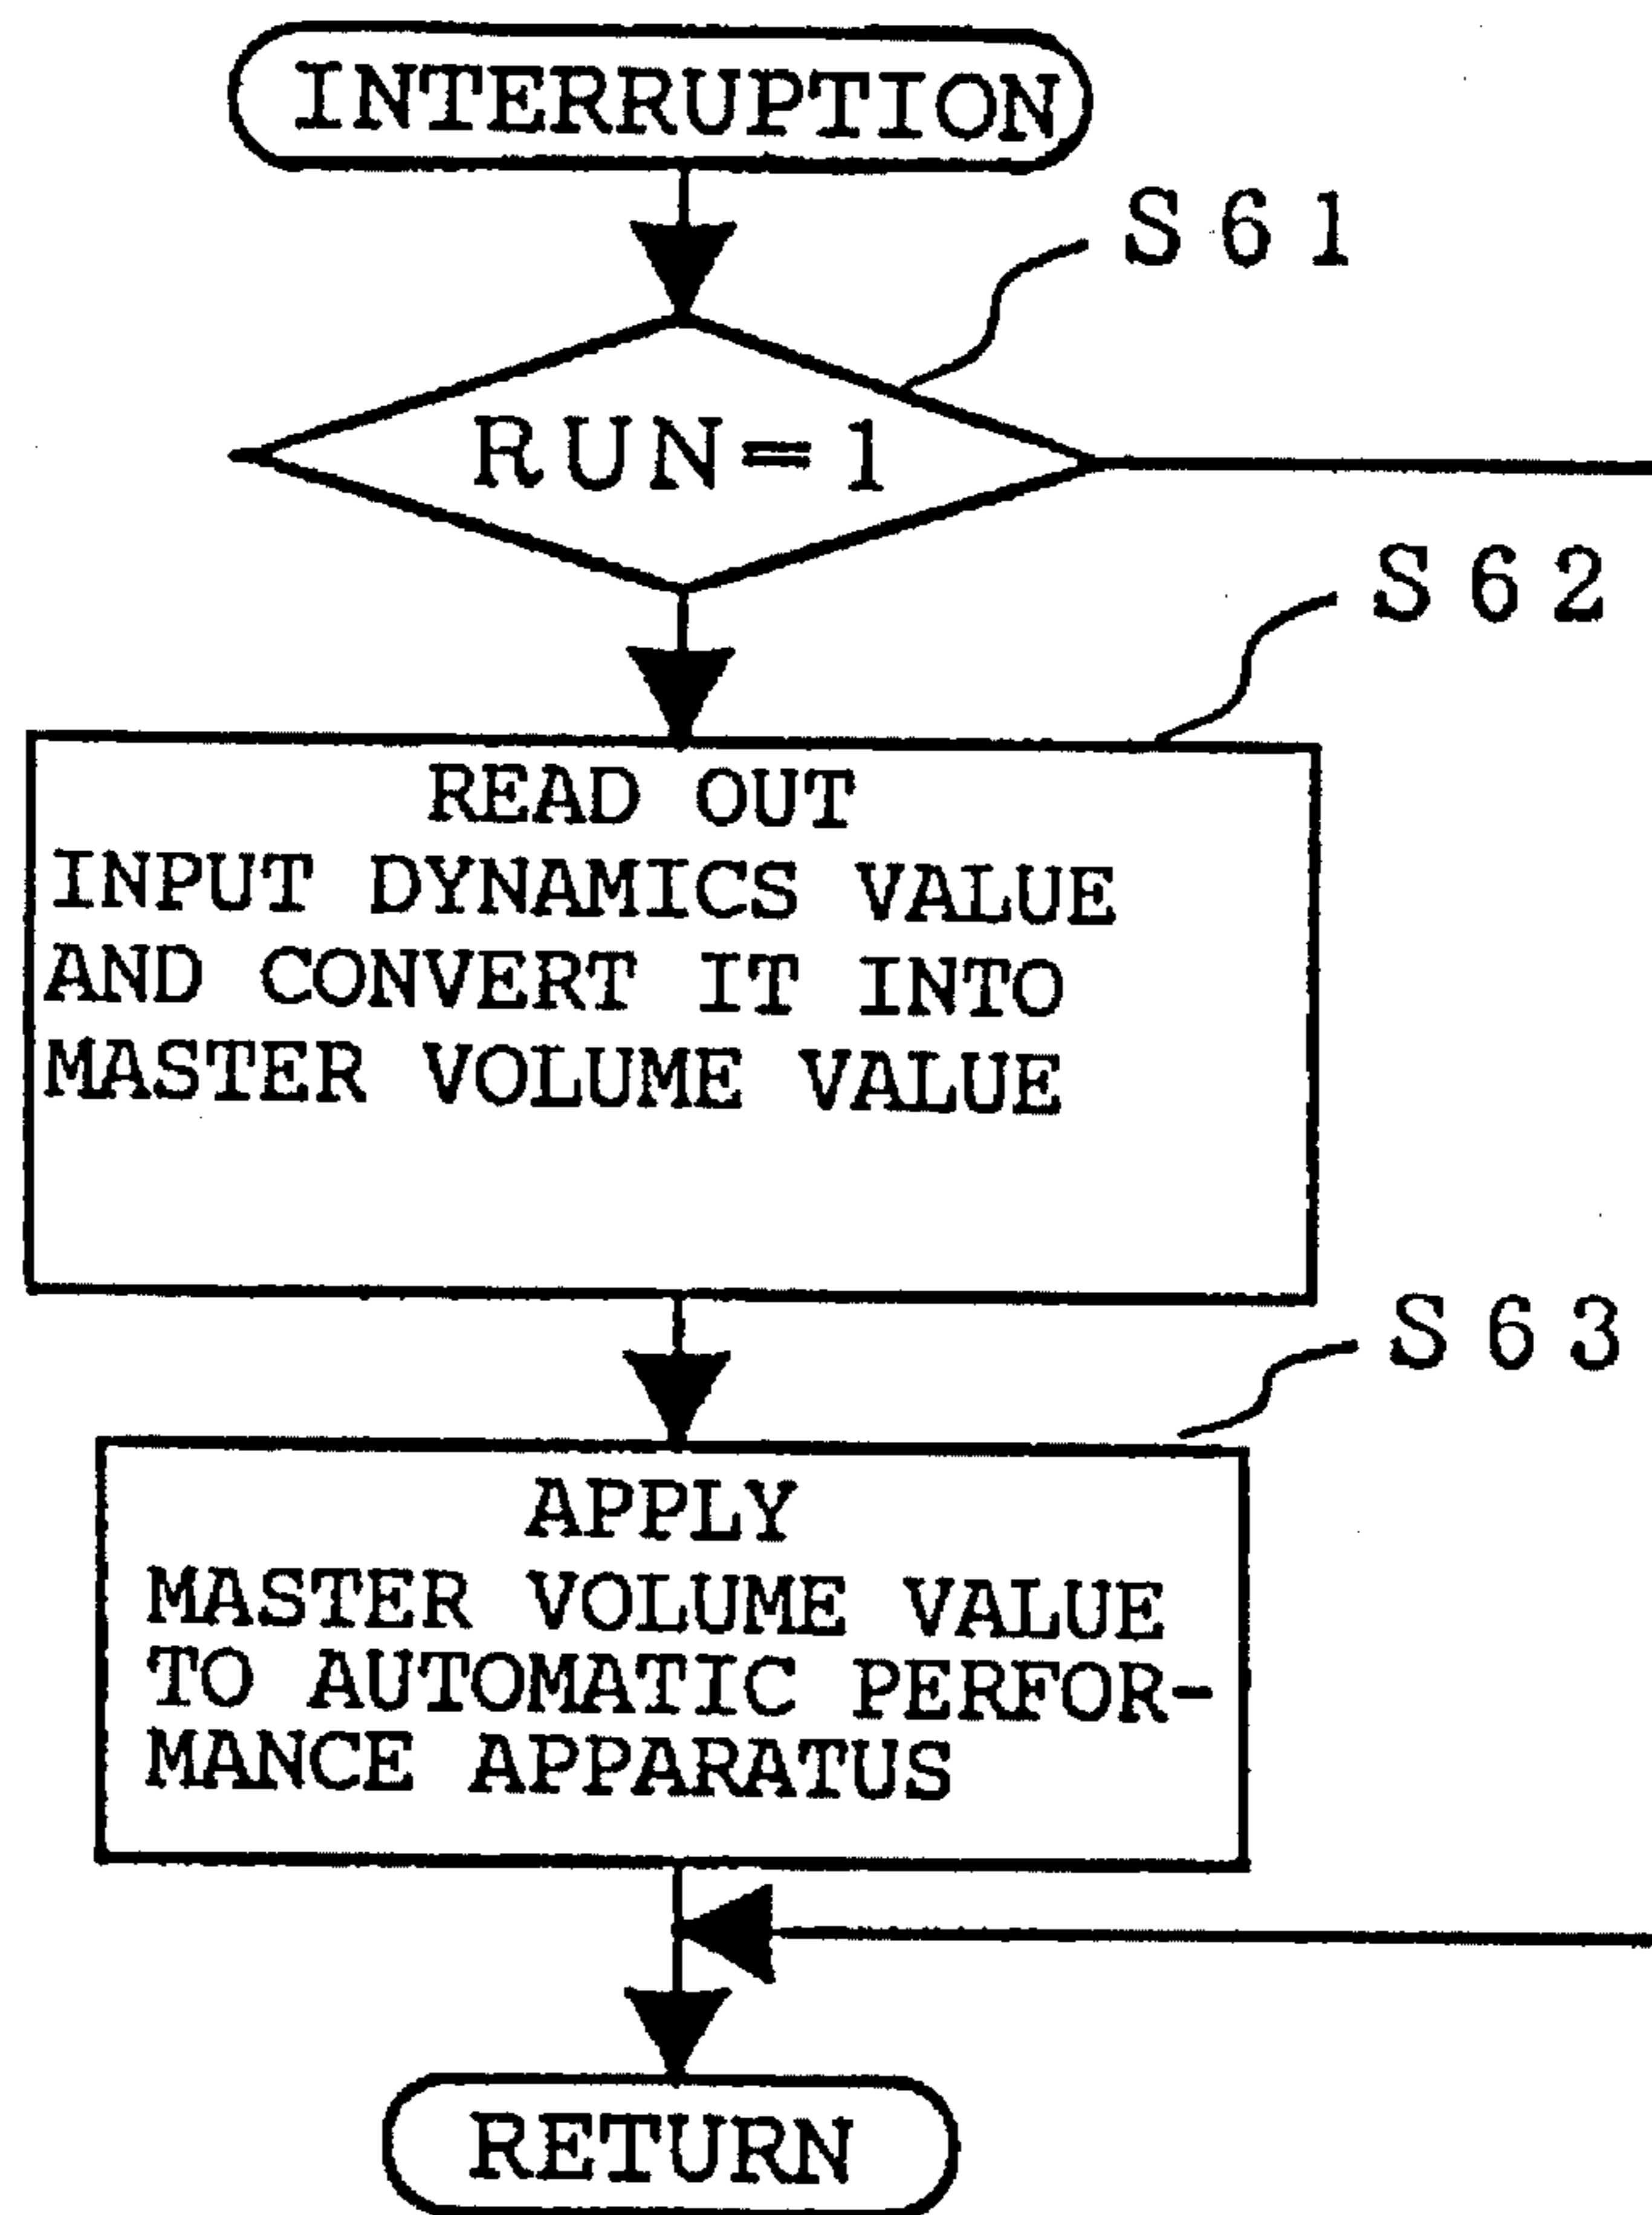 INTERRUPTION
S61
RUN=1
S62
READ OUT
INPUT DYNAMICS VALUE
AND CONVERT IT INTO
MASTER VOLUME VALUE
S63
APPLY
MASTER VOLUME VALUE
TO AUTOMATIC PERFOR-
MANCE APPARATUS
RETURN